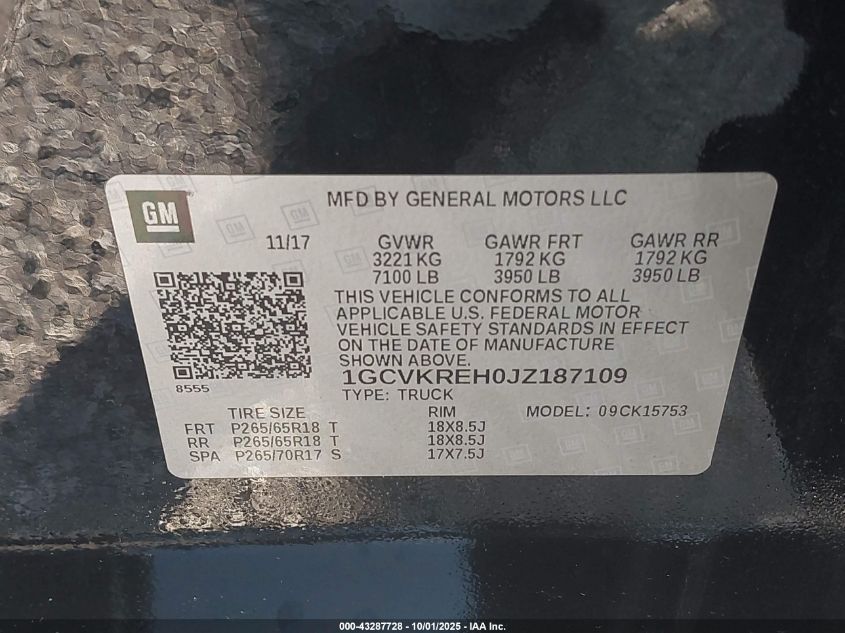 GM
MFD BY GENERAL MOTORS LLC
11/17 GVWR GAWR FRT GAWR RR
3221 KG 1792 KG 1792 KG
7100 LB 3950 LB 3950 LB
THIS VEHICLE CONFORMS TO ALL
APPLICABLE U.S. FEDERAL MOTOR
VEHICLE SAFETY STANDARDS IN EFFECT
ON THE DATE OF MANUFACTURE
SHOWN ABOVE.
8555
1GCVKREH0JZ187109
TYPE: TRUCK
TIRE SIZE RIM MODEL: 09CK15753
FRT P265/65R18 T 18X8.5J
RR P265/65R18 T 18X8.5J
SPA P265/70R17 S 17X7.5J
000-43287728 - 10/01/2025 - IAA Inc.